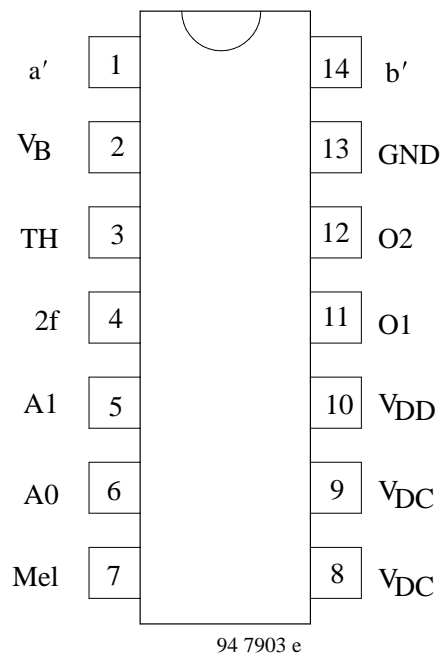 a′ 1 14 b′
VB 2 13 GND
TH 3 12 O2
2f 4 11 O1
A1 5 10 VDD
A0 6 9 VDC
Mel 7 8 VDC
94 7903 e